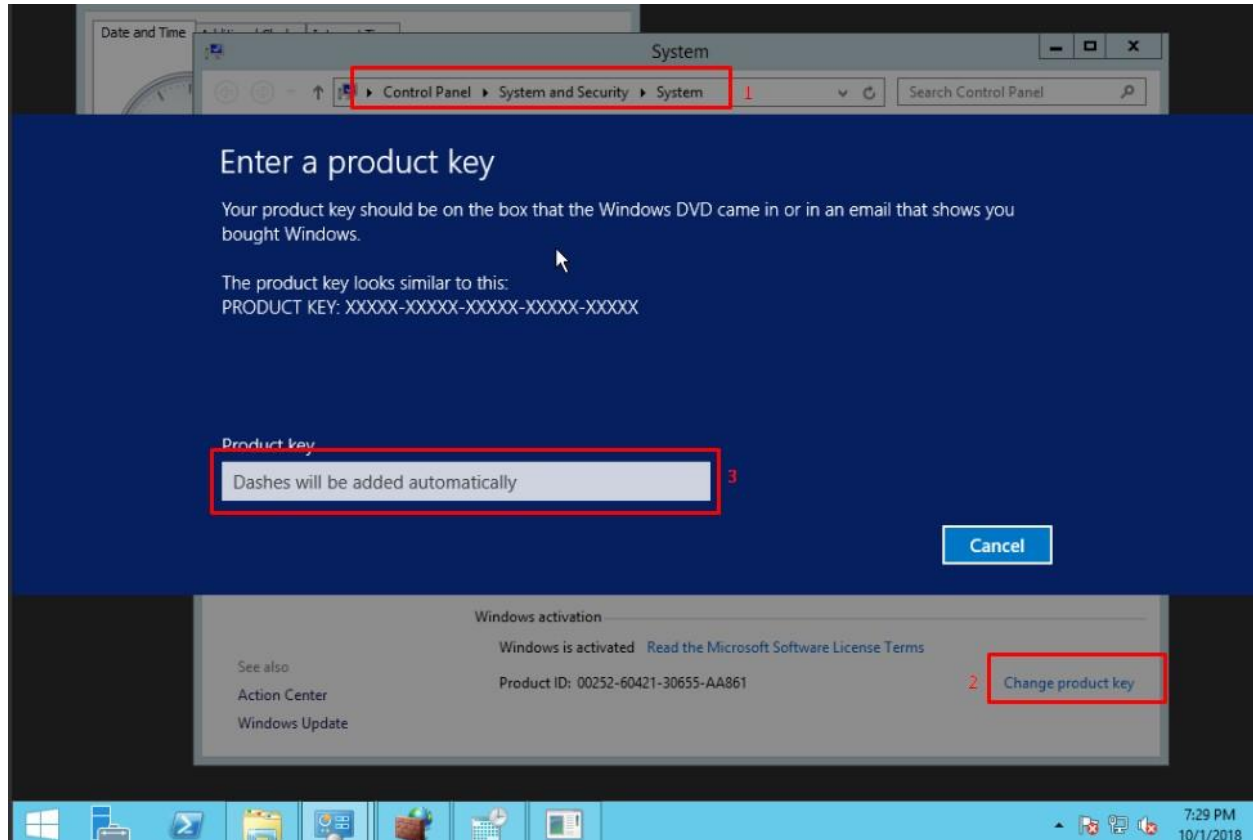 Date and Time
System
Control Panel System and Security System
1
Search Control Panel
Enter a product key
Your product key should be on the box that the Windows DVD came in or in an email that shows you
bought Windows.
The product key looks similar to this:
PRODUCT KEY: XXXXX-XXXXX-XXXXX-XXXXX-XXXXX
Product key
Dashes will be added automatically
3
Cancel
Windows activation
Windows is activated Read the Microsoft Software License Terms
See also
Product ID: 00252-60421-30655-AA861
2
Change product key
Action Center
Windows Update
7:29 PM
10/1/2018